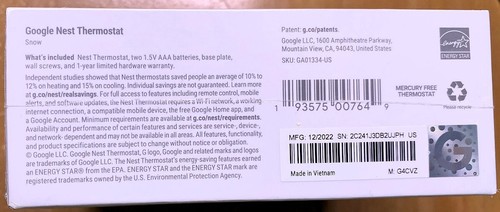 Google Nest Thermostat
Snow
What's included Nest Thermostat, two 1.5V AAA batteries, base plate,
wall screws, and 1-year limited hardware warranty.
Independent studies showed that Nest thermostats saved people an average of 10% to
12% on heating and 15% on cooling. Individual savings are not guaranteed. Learn more
at g.co/nest/realsavings. For full access to features including remote control, mobile
alerts, and software updates, the Nest Thermostat requires a Wi-Fi network, a working
internet connection, a compatible mobile device, the free Google Home app, and
a Google Account. Minimum requirements at g.co/nest/requirements.
Availability and performance of certain features and services are service-, device-,
and network-dependent and may not be available in all areas. All features, functionality,
and product specifications are subject to change without notice or obligation.
© Google LLC. Google Nest, G logo, Google and related marks and logos
are trademarks of Google LLC. The Nest Thermostat's energy-saving features earned
an ENERGY STAR® from the EPA. ENERGY STAR and the ENERGY STAR mark are
registered trademarks owned by the U.S. Environmental Protection Agency.
Patent: g.co/patents.
Google LLC, 1600 Amphitheatre Parkway,
Mountain View, CA, 94043, United States
SKU: GA01334-US
energy
ENERGY STAR
1 93575 00764 9
MERCURY FREE
THERMOSTAT
PLEASE
RECYCLE
MFG: 12/2022 SN: 2C241J3DB2UJPH US
Made in Vietnam
M: G4CVZ